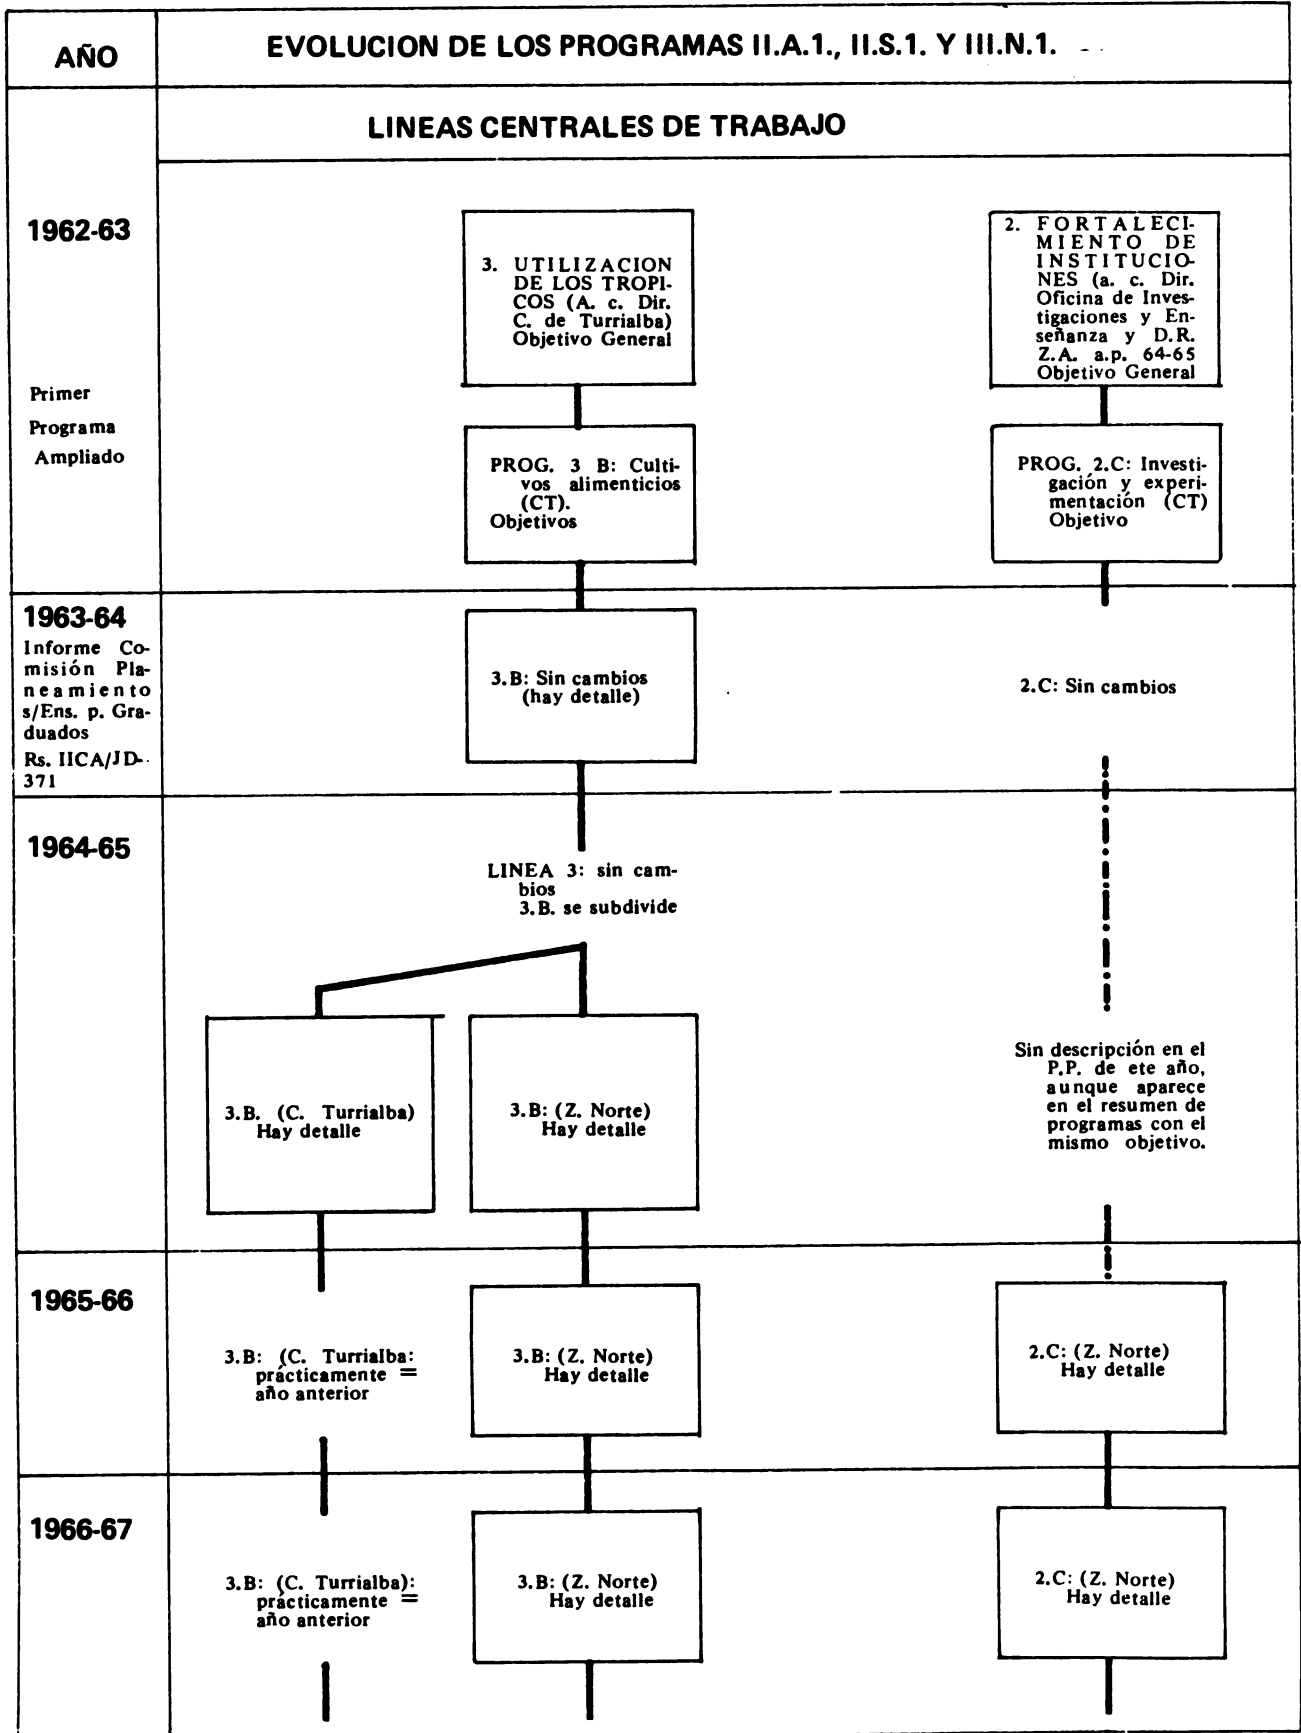 AÑO
EVOLUCION DE LOS PROGRAMAS II.A.1., II.S.1. Y III.N.1.
LINEAS CENTRALES DE TRABAJO
1962-63
Primer
Programa
Ampliado
3. UTILIZACION
DE LOS TROPI-
COS (A. c. Dir.
C. de Turrialba)
Objetivo General
2. FORTALECI-
MIENTO DE
INSTITUCIO-
NES (a. c. Dir.
Oficina de Inves-
tigaciones y En-
señanza y D.R.
Z.A. a.p. 64-65
Objetivo General
PROG. 3 B: Culti-
vos alimenticios
(CT).
Objetivos
PROG. 2.C: Investi-
gación y experi-
mentación (CT)
Objetivo
1963-64
Informe Co-
misión Pla-
neamiento
s/Ens. p. Gra-
duados
Rs. IICA/JD-
371
3.B: Sin cambios
(hay detalle)
2.C: Sin cambios
1964-65
LINEA 3: sin cam-
bios
3.B. se subdivide
3.B. (C. Turrialba)
Hay detalle
3.B: (Z. Norte)
Hay detalle
Sin descripción en el
P.P. de ete año,
aunque aparece
en el resumen de
programas con el
mismo objetivo.
1965-66
3.B: (C. Turrialba:
prácticamente =
año anterior
3.B: (Z. Norte)
Hay detalle
2.C: (Z. Norte)
Hay detalle
1966-67
3.B: (C. Turrialba):
prácticamente =
año anterior
3.B: (Z. Norte)
Hay detalle
2.C: (Z. Norte)
Hay detalle